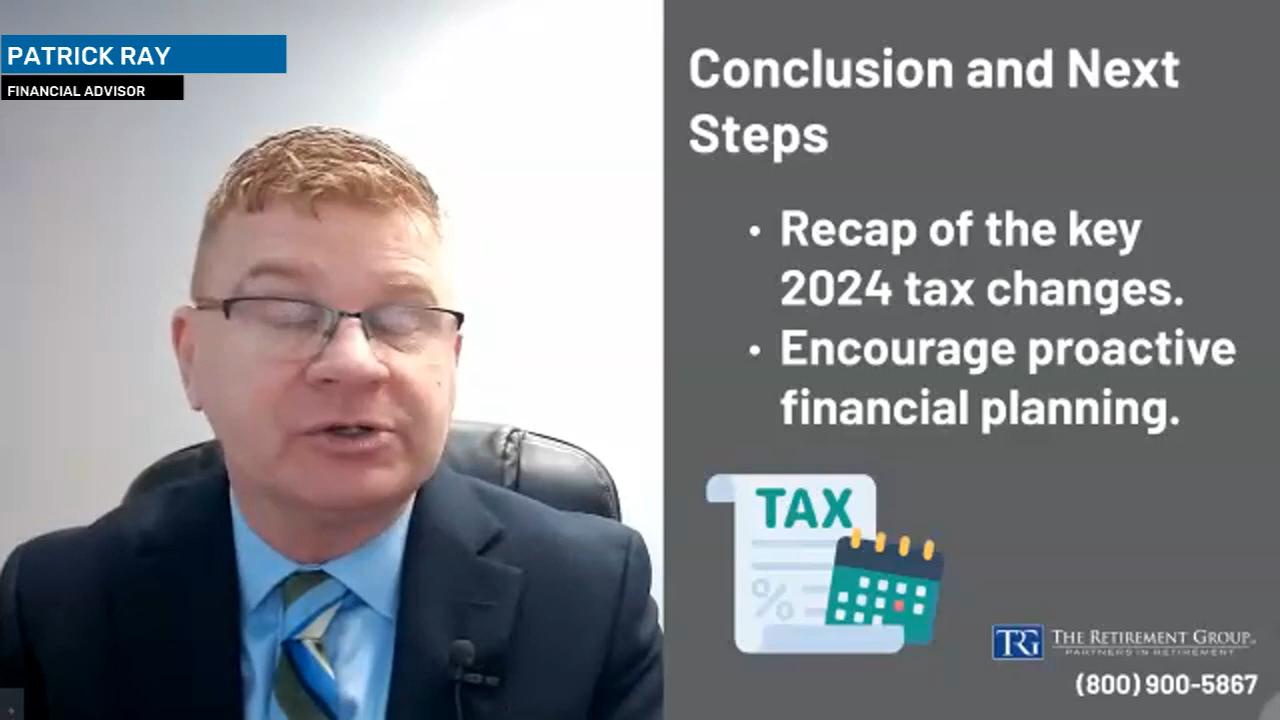 PATRICK RAY
FINANCIAL ADVISOR
Conclusion and Next
Steps
• Recap of the key
2024 tax changes.
• Encourage proactive
financial planning.
TAX
%
TRG
THE RETIREMENT GROUP
PARTNERS IN RETIREMENT
(800) 900-5867